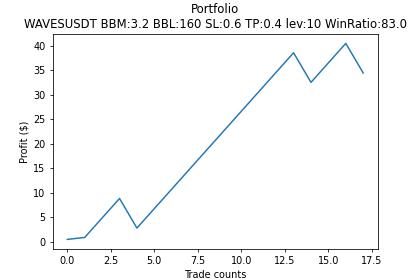 Portfolio
WAVESUSDT BBM:3.2 BBL:160 SL:0.6 TP:0.4 lev:10 WinRatio:83.0
Profit ($)
40
35
30
25
20
15
10
5
0
0.0 2.5 5.0 7.5 10.0 12.5 15.0 17.5
Trade counts